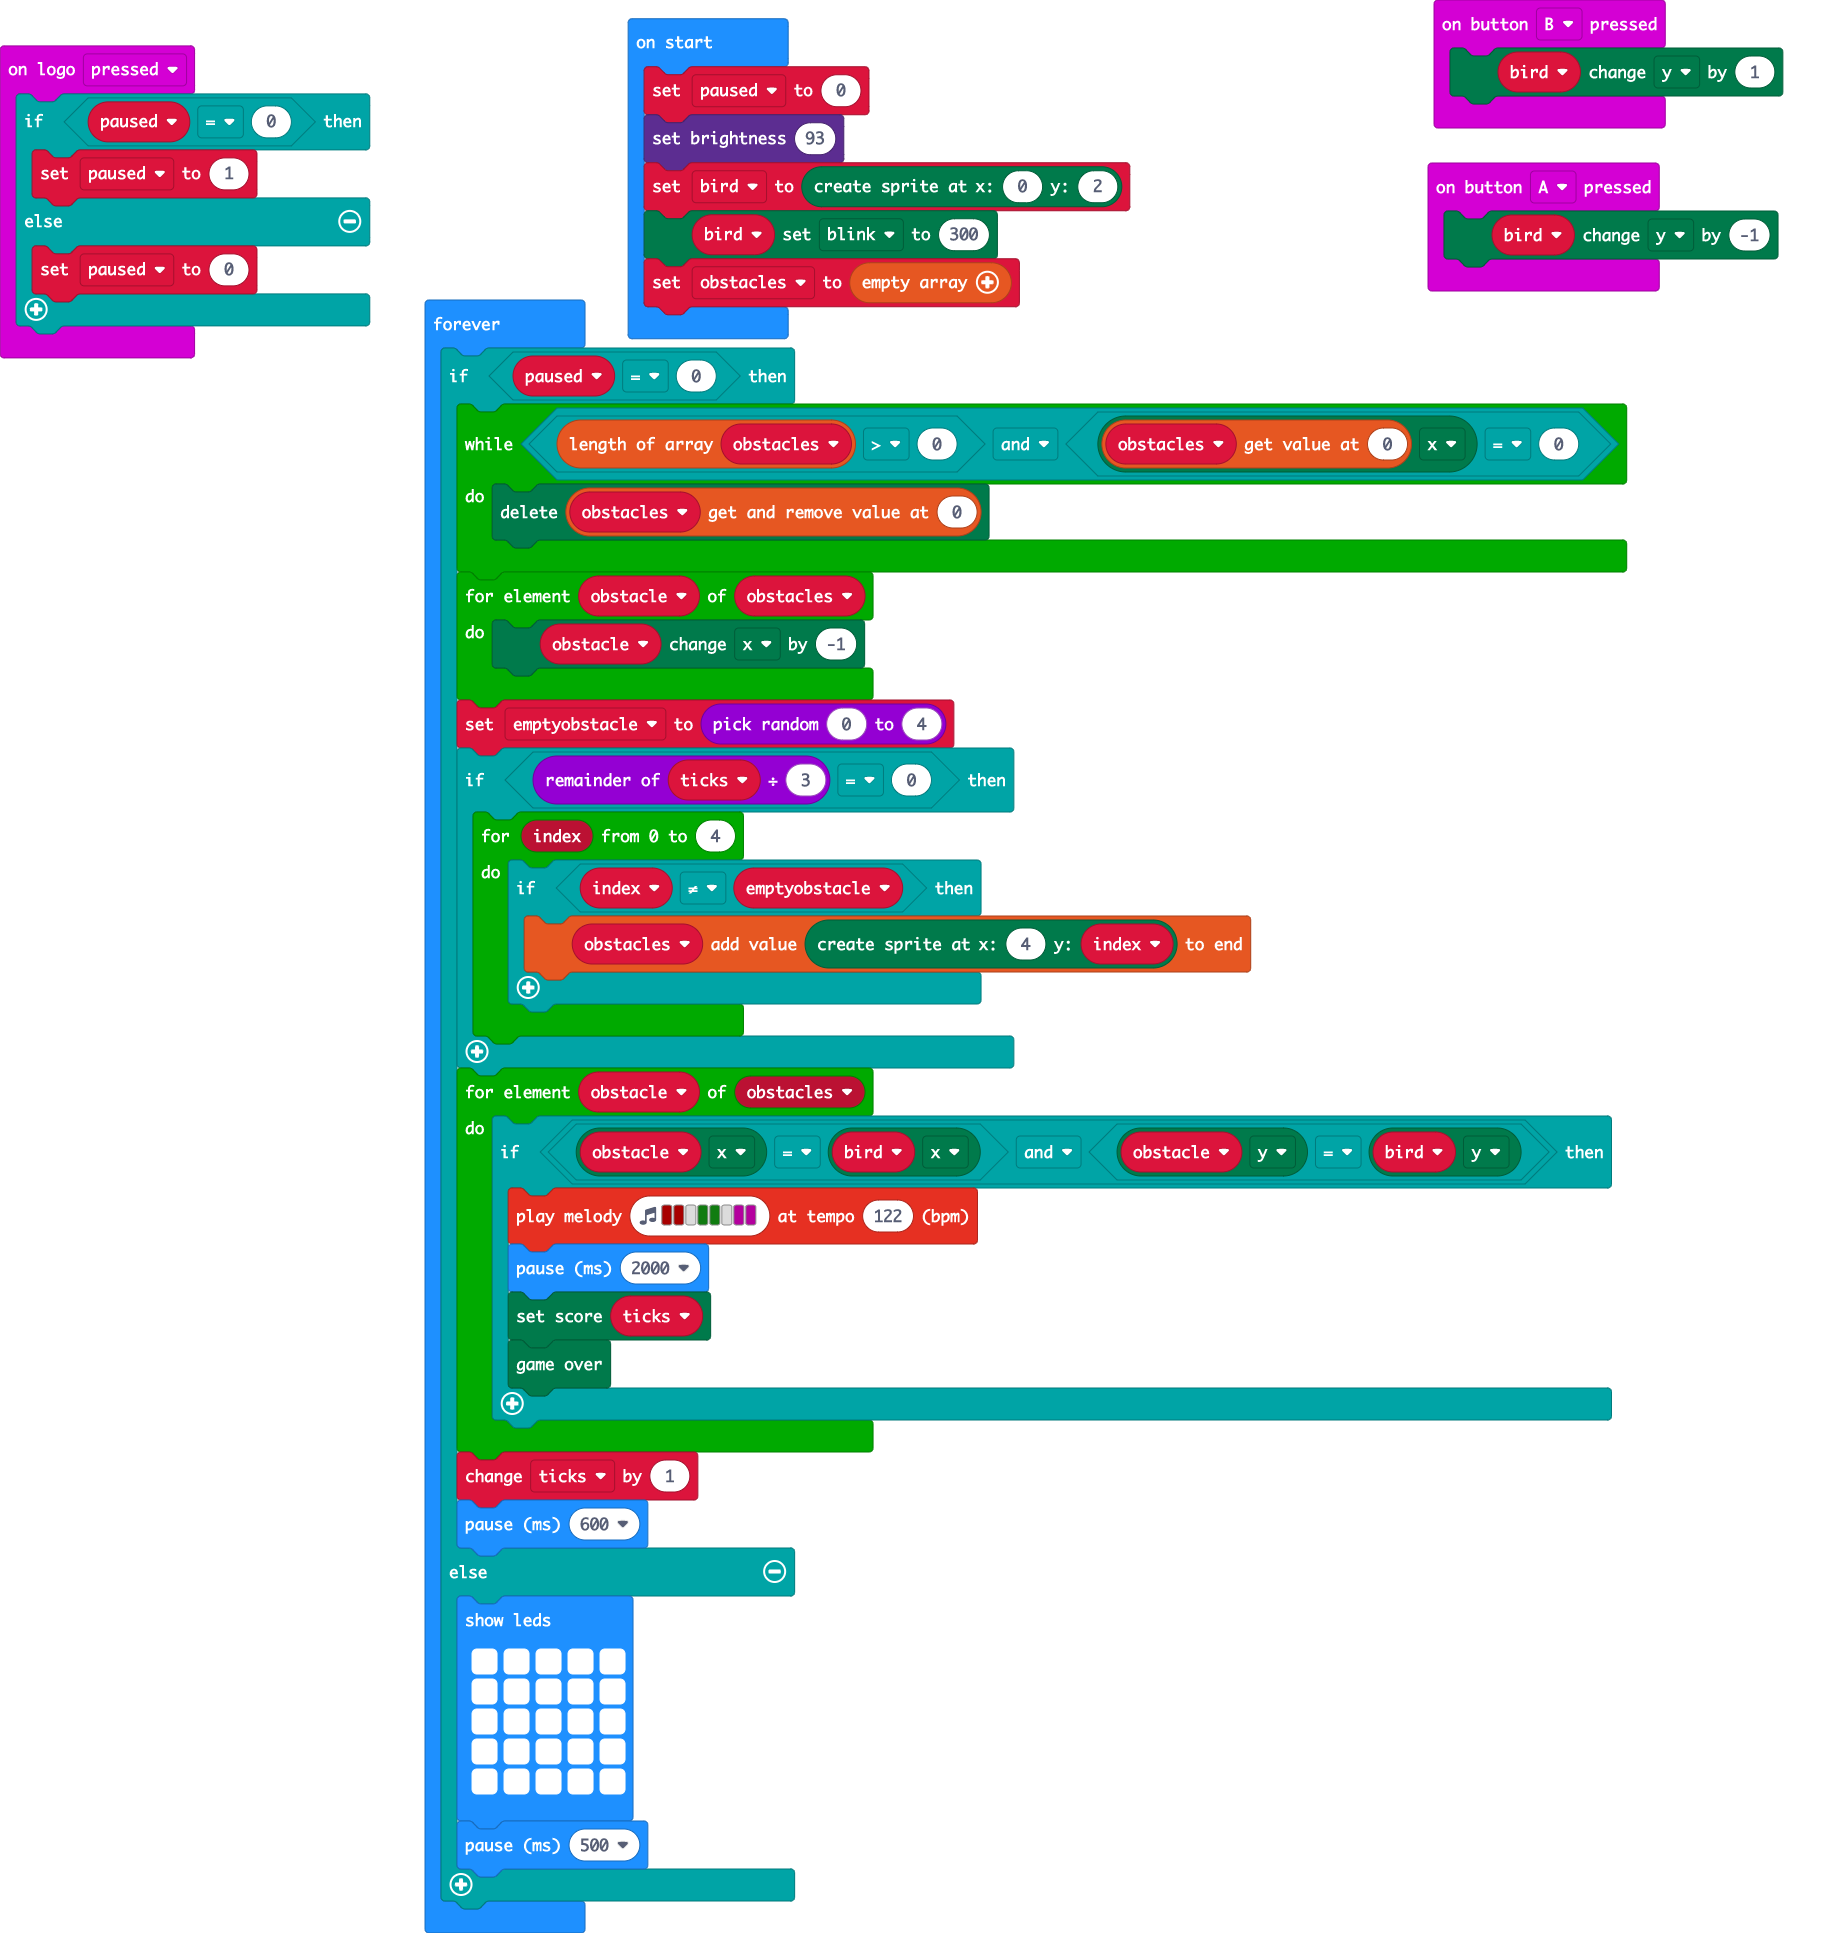 on logo pressed
if paused = 0 then
set paused to 1
else
set paused to 0
on start
set paused to 0
set brightness 93
set bird to create sprite at x: 0 y: 2
bird set blink to 300
set obstacles to empty array
on button B pressed
bird change y by 1
on button A pressed
bird change y by -1
forever
if paused = 0 then
while length of array obstacles > 0 and obstacles get value at 0 x = 0
do
delete obstacles get and remove value at 0
for element obstacle of obstacles
do
obstacle change x by -1
set emptyobstacle to pick random 0 to 4
if remainder of ticks ÷ 3 = 0 then
for index from 0 to 4
do
if index ≠ emptyobstacle then
obstacles add value create sprite at x: 4 y: index to end
for element obstacle of obstacles
do
if obstacle x = bird x and obstacle y = bird y then
play melody at tempo 122 (bpm)
pause (ms) 2000
set score ticks
game over
change ticks by 1
pause (ms) 600
else
show leds
pause (ms) 500